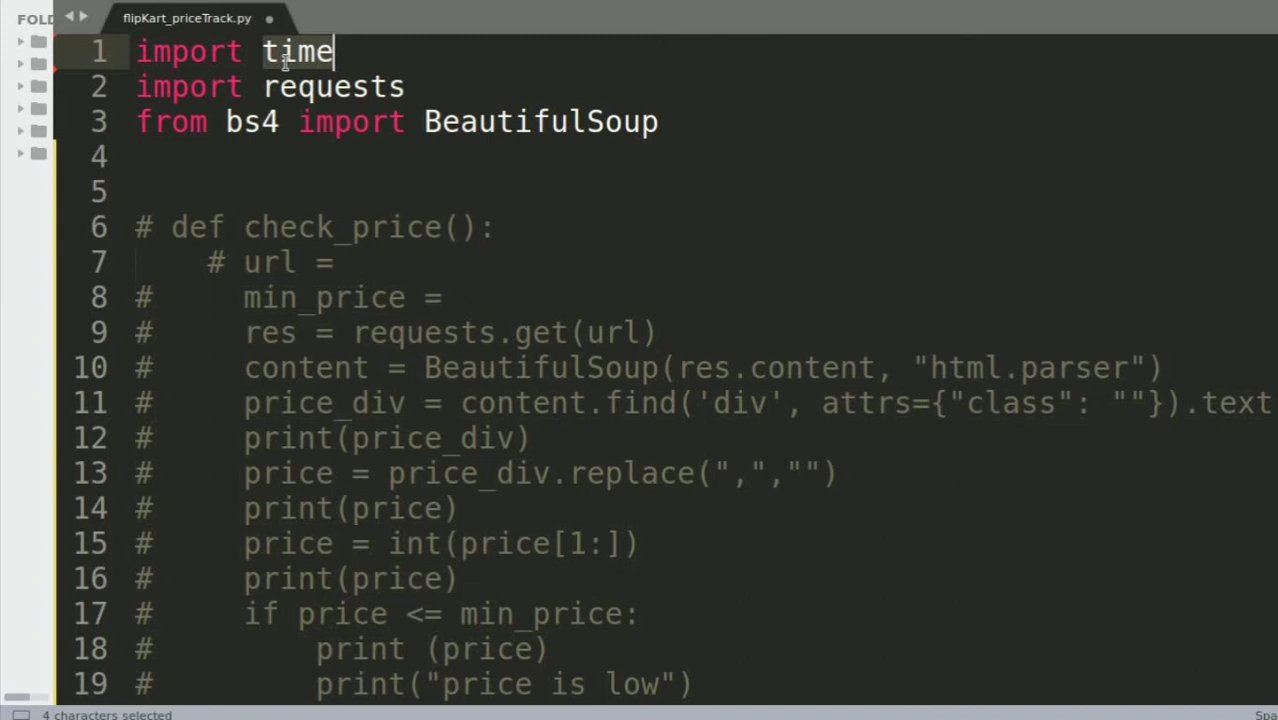 FOLD
flipKart_priceTrack.py
1 import time
2 import requests
3 from bs4 import BeautifulSoup
4
5
6 # def check_price():
7     # url =
8 #     min_price =
9 #     res = requests.get(url)
10 #     content = BeautifulSoup(res.content, "html.parser")
11 #     price_div = content.find('div', attrs={"class": ""}).text
12 #     print(price_div)
13 #     price = price_div.replace(",","")
14 #     print(price)
15 #     price = int(price[1:])
16 #     print(price)
17 #     if price <= min_price:
18 #         print (price)
19 #         print("price is low")
4 characters selected
Spa